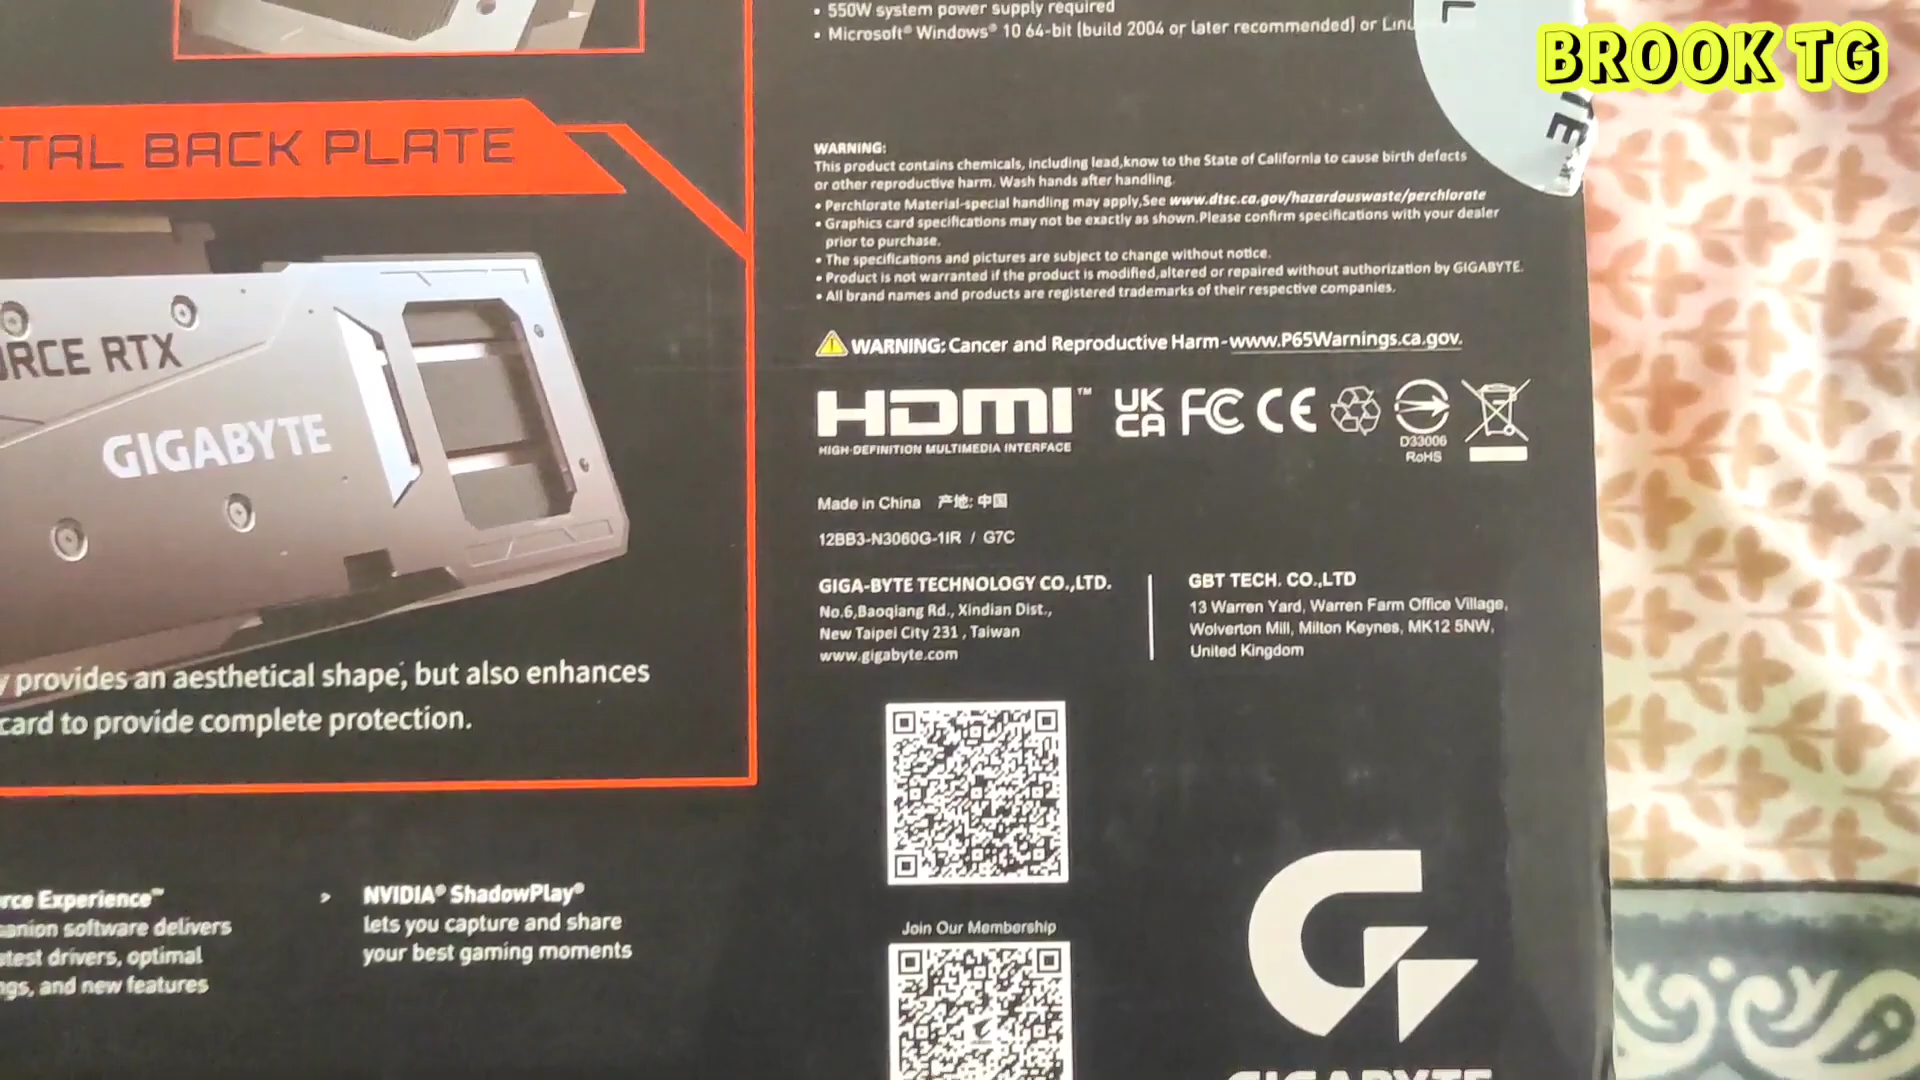 • 550W system power supply required
• Microsoft® Windows® 10 64-bit (build 2004 or later recommended) or
BROOK TG
BACK PLATE
WARNING:
This product contains chemicals, including lead,know to the State of California to cause birth defects
or other reproductive harm. Wash hands after handling.
• Perchlorate Material-special handling may apply,See www.dtsc.ca.gov/hazardouswaste/perchlorate
• Graphics card specifications may not be exactly as shown.Please confirm specifications with your dealer
prior to purchase.
• The specifications and pictures are subject to change without notice.
• Product is not warranted if the product is modified,altered or repaired without authorization by GIGABYTE.
• All brand names and products are registered trademarks of their respective companies.
WARNING: Cancer and Reproductive Harm-www.P65Warnings.ca.gov.
RTX
GIGABYTE
HDMI™
HIGH-DEFINITION MULTIMEDIA INTERFACE
UK
CA
FC CE
D33006
RoHS
Made in China 产地: 中国
12BB3-N3060G-1IR / G7C
GIGA-BYTE TECHNOLOGY CO.,LTD.
No.6,Baoqiang Rd., Xindian Dist.,
New Taipei City 231 , Taiwan
www.gigabyte.com
GBT TECH. CO.,LTD
13 Warren Yard, Warren Farm Office Village,
Wolverton Mill, Milton Keynes, MK12 5NW,
United Kingdom
provides an aesthetical shape, but also enhances
card to provide complete protection.
Experience™
software delivers
drivers, optimal
and new features
> NVIDIA® ShadowPlay®
lets you capture and share
your best gaming moments
Join Our Membership
GIGABYTE